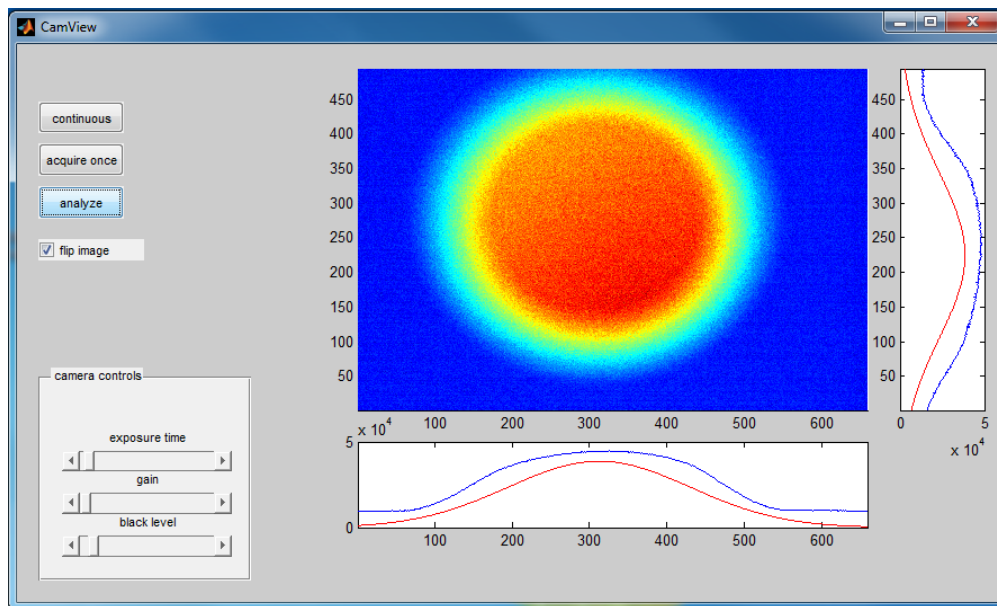 CamView
continuous
acquire once
analyze
flip image
camera controls
exposure time
gain
black level
450
400
350
300
250
200
150
100
50
100 200 300 400 500 600
450
400
350
300
250
200
150
100
50
0 5
x 10^4
x 10^4
5
0
100 200 300 400 500 600